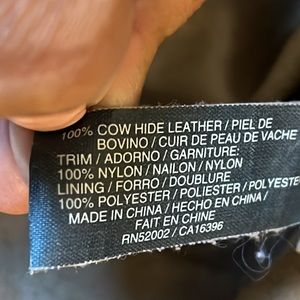 100% COW HIDE LEATHER / PIEL DE
BOVINO / CUIR DE PEAU DE VACHE
TRIM / ADORNO / GARNITURE:
100% NYLON / NAILON / NYLON
LINING / FORRO / DOUBLURE
100% POLYESTER / POLIESTER / POLYESTE
MADE IN CHINA / HECHO EN CHINA /
FAIT EN CHINE
RN52002 / CA16396